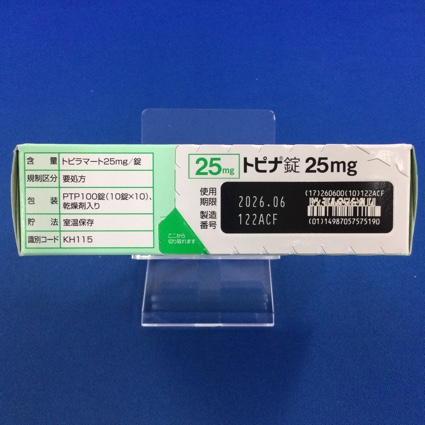 含量 トピラマート25mg/錠
規制区分 要処方
包装 PTP100錠(10錠×10)、
乾燥剤入り
貯法 室温保存
識別コード KH115
ここから
切り取れます
25mg トピナ錠 25mg
使用
期限 2026.06
製造
番号 122ACF
(17)260600(10)122ACF
(01)14987057575190